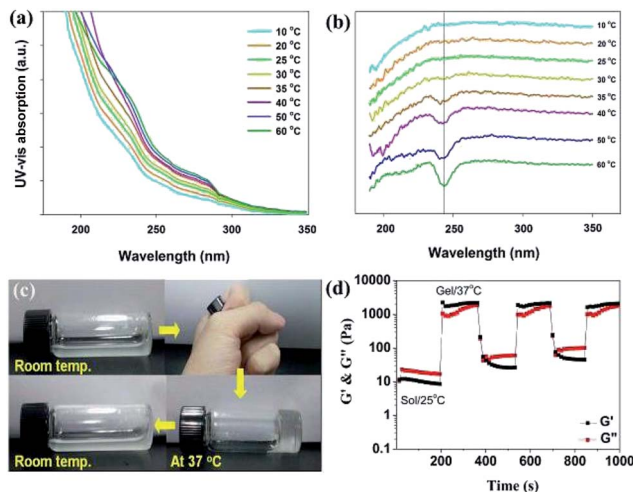 (a)
UV-vis absorption (a.u.)
10 °C
20 °C
25 °C
30 °C
35 °C
40 °C
50 °C
60 °C
200 250 300 350
Wavelength (nm)
(b)
10 °C
20 °C
25 °C
30 °C
35 °C
40 °C
50 °C
60 °C
200 250 300 350
Wavelength (nm)
(c)
Room temp.
Room temp.
At 37 °C
(d)
G' & G" (Pa)
10000
1000
100
10
1
0.1
Gel/37°C
Sol/25°C
G'
G"
0 200 400 600 800 1000
Time (s)